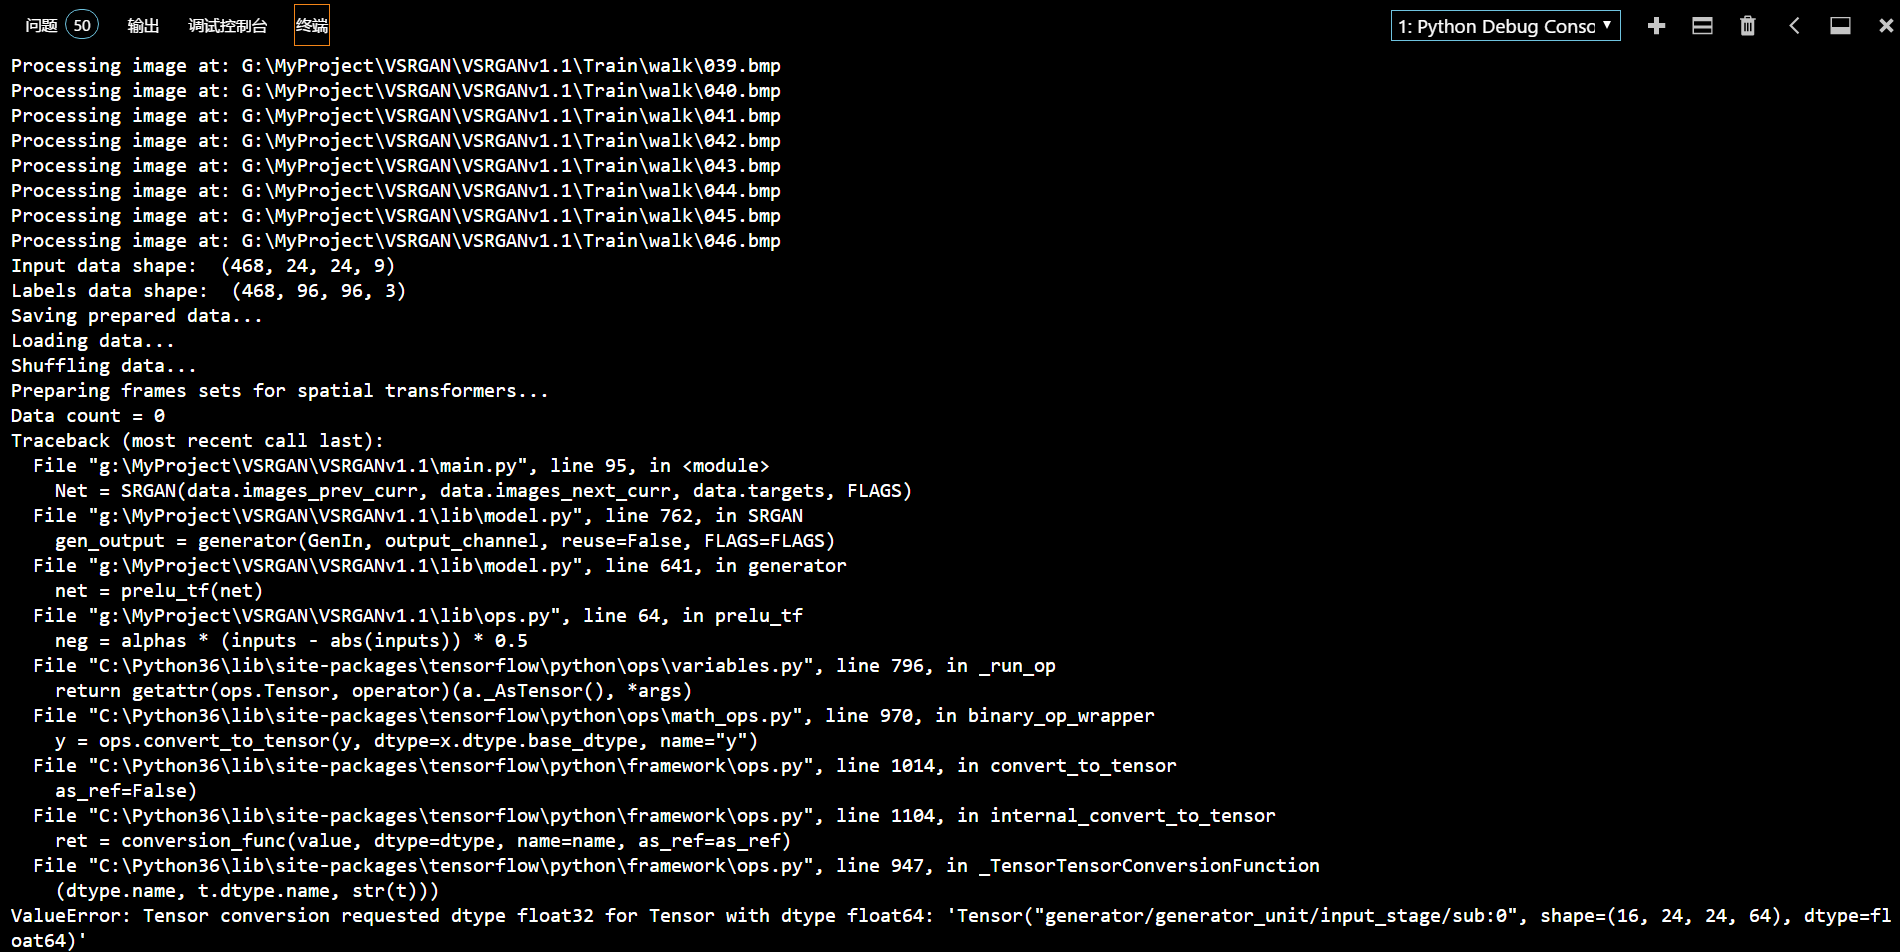 问题 50 输出 调试控制台 终端 1: Python Debug Consc
Processing image at: G:\MyProject\VSRGAN\VSRGANv1.1\Train\walk\039.bmp
Processing image at: G:\MyProject\VSRGAN\VSRGANv1.1\Train\walk\040.bmp
Processing image at: G:\MyProject\VSRGAN\VSRGANv1.1\Train\walk\041.bmp
Processing image at: G:\MyProject\VSRGAN\VSRGANv1.1\Train\walk\042.bmp
Processing image at: G:\MyProject\VSRGAN\VSRGANv1.1\Train\walk\043.bmp
Processing image at: G:\MyProject\VSRGAN\VSRGANv1.1\Train\walk\044.bmp
Processing image at: G:\MyProject\VSRGAN\VSRGANv1.1\Train\walk\045.bmp
Processing image at: G:\MyProject\VSRGAN\VSRGANv1.1\Train\walk\046.bmp
Input data shape:  (468, 24, 24, 9)
Labels data shape:  (468, 96, 96, 3)
Saving prepared data...
Loading data...
Shuffling data...
Preparing frames sets for spatial transformers...
Data count = 0
Traceback (most recent call last):
  File "g:\MyProject\VSRGAN\VSRGANv1.1\main.py", line 95, in <module>
    Net = SRGAN(data.images_prev_curr, data.images_next_curr, data.targets, FLAGS)
  File "g:\MyProject\VSRGAN\VSRGANv1.1\lib\model.py", line 762, in SRGAN
    gen_output = generator(GenIn, output_channel, reuse=False, FLAGS=FLAGS)
  File "g:\MyProject\VSRGAN\VSRGANv1.1\lib\model.py", line 641, in generator
    net = prelu_tf(net)
  File "g:\MyProject\VSRGAN\VSRGANv1.1\lib\ops.py", line 64, in prelu_tf
    neg = alphas * (inputs - abs(inputs)) * 0.5
  File "C:\Python36\lib\site-packages\tensorflow\python\ops\variables.py", line 796, in _run_op
    return getattr(ops.Tensor, operator)(a._AsTensor(), *args)
  File "C:\Python36\lib\site-packages\tensorflow\python\ops\math_ops.py", line 970, in binary_op_wrapper
    y = ops.convert_to_tensor(y, dtype=x.dtype.base_dtype, name="y")
  File "C:\Python36\lib\site-packages\tensorflow\python\framework\ops.py", line 1014, in convert_to_tensor
    as_ref=False)
  File "C:\Python36\lib\site-packages\tensorflow\python\framework\ops.py", line 1104, in internal_convert_to_tensor
    ret = conversion_func(value, dtype=dtype, name=name, as_ref=as_ref)
  File "C:\Python36\lib\site-packages\tensorflow\python\framework\ops.py", line 947, in _TensorTensorConversionFunction
    (dtype.name, t.dtype.name, str(t)))
ValueError: Tensor conversion requested dtype float32 for Tensor with dtype float64: 'Tensor("generator/generator_unit/input_stage/sub:0", shape=(16, 24, 24, 64), dtype=fl
oat64)'